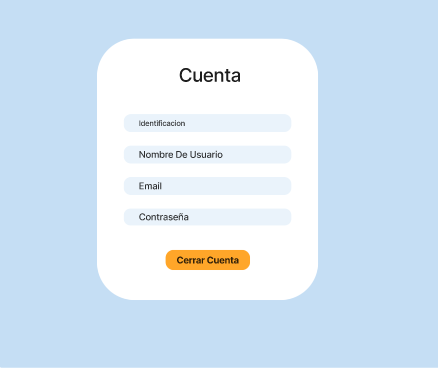 Cuenta
Identificacion
Nombre De Usuario
Email
Contraseña
Cerrar Cuenta